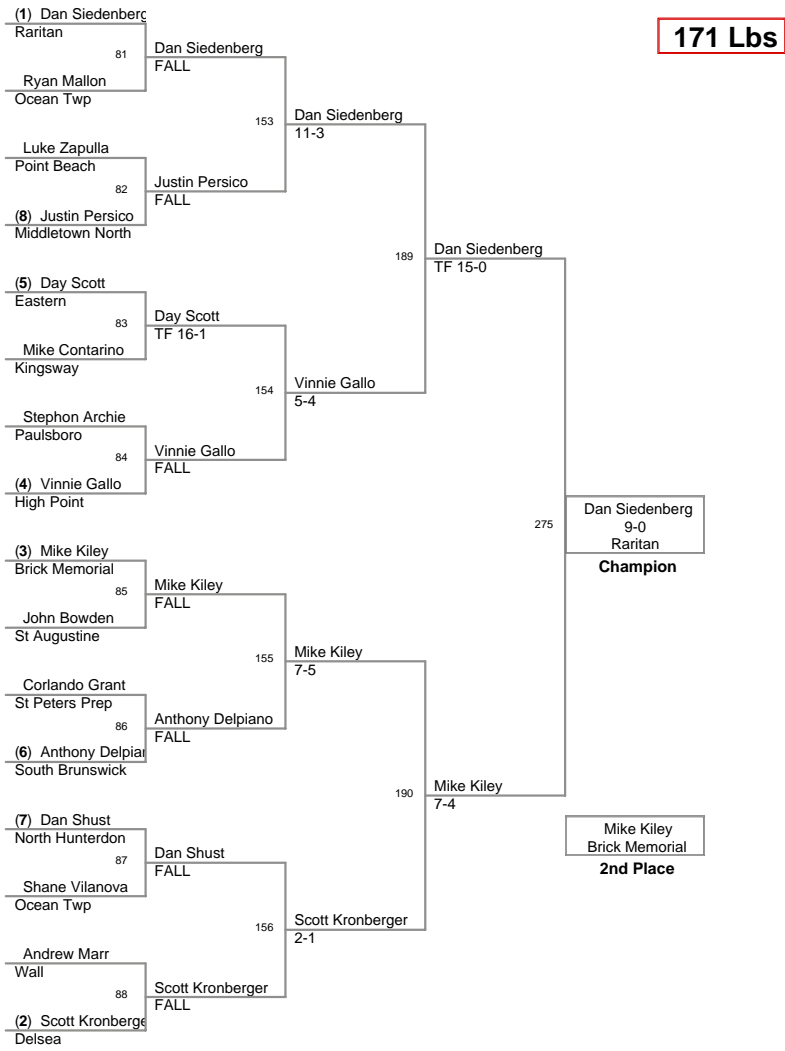 171 Lbs
(1) Dan Siedenberg
Raritan
81
Ryan Mallon
Ocean Twp
Dan Siedenberg
FALL
153
Luke Zapulla
Point Beach
82
(8) Justin Persico
Middletown North
Justin Persico
FALL
Dan Siedenberg
11-3
189
(5) Day Scott
Eastern
83
Mike Contarino
Kingsway
Day Scott
TF 16-1
154
Stephon Archie
Paulsboro
84
(4) Vinnie Gallo
High Point
Vinnie Gallo
FALL
Vinnie Gallo
5-4
Dan Siedenberg
TF 15-0
275
(3) Mike Kiley
Brick Memorial
85
John Bowden
St Augustine
Mike Kiley
FALL
155
Corlando Grant
St Peters Prep
86
(6) Anthony Delpian
South Brunswick
Anthony Delpiano
FALL
Mike Kiley
7-5
190
(7) Dan Shust
North Hunterdon
87
Shane Vilanova
Ocean Twp
Dan Shust
FALL
156
Andrew Marr
Wall
88
(2) Scott Kronberge
Delsea
Scott Kronberger
FALL
Scott Kronberger
2-1
Mike Kiley
7-4
Dan Siedenberg
9-0
Raritan
Champion
Mike Kiley
Brick Memorial
2nd Place